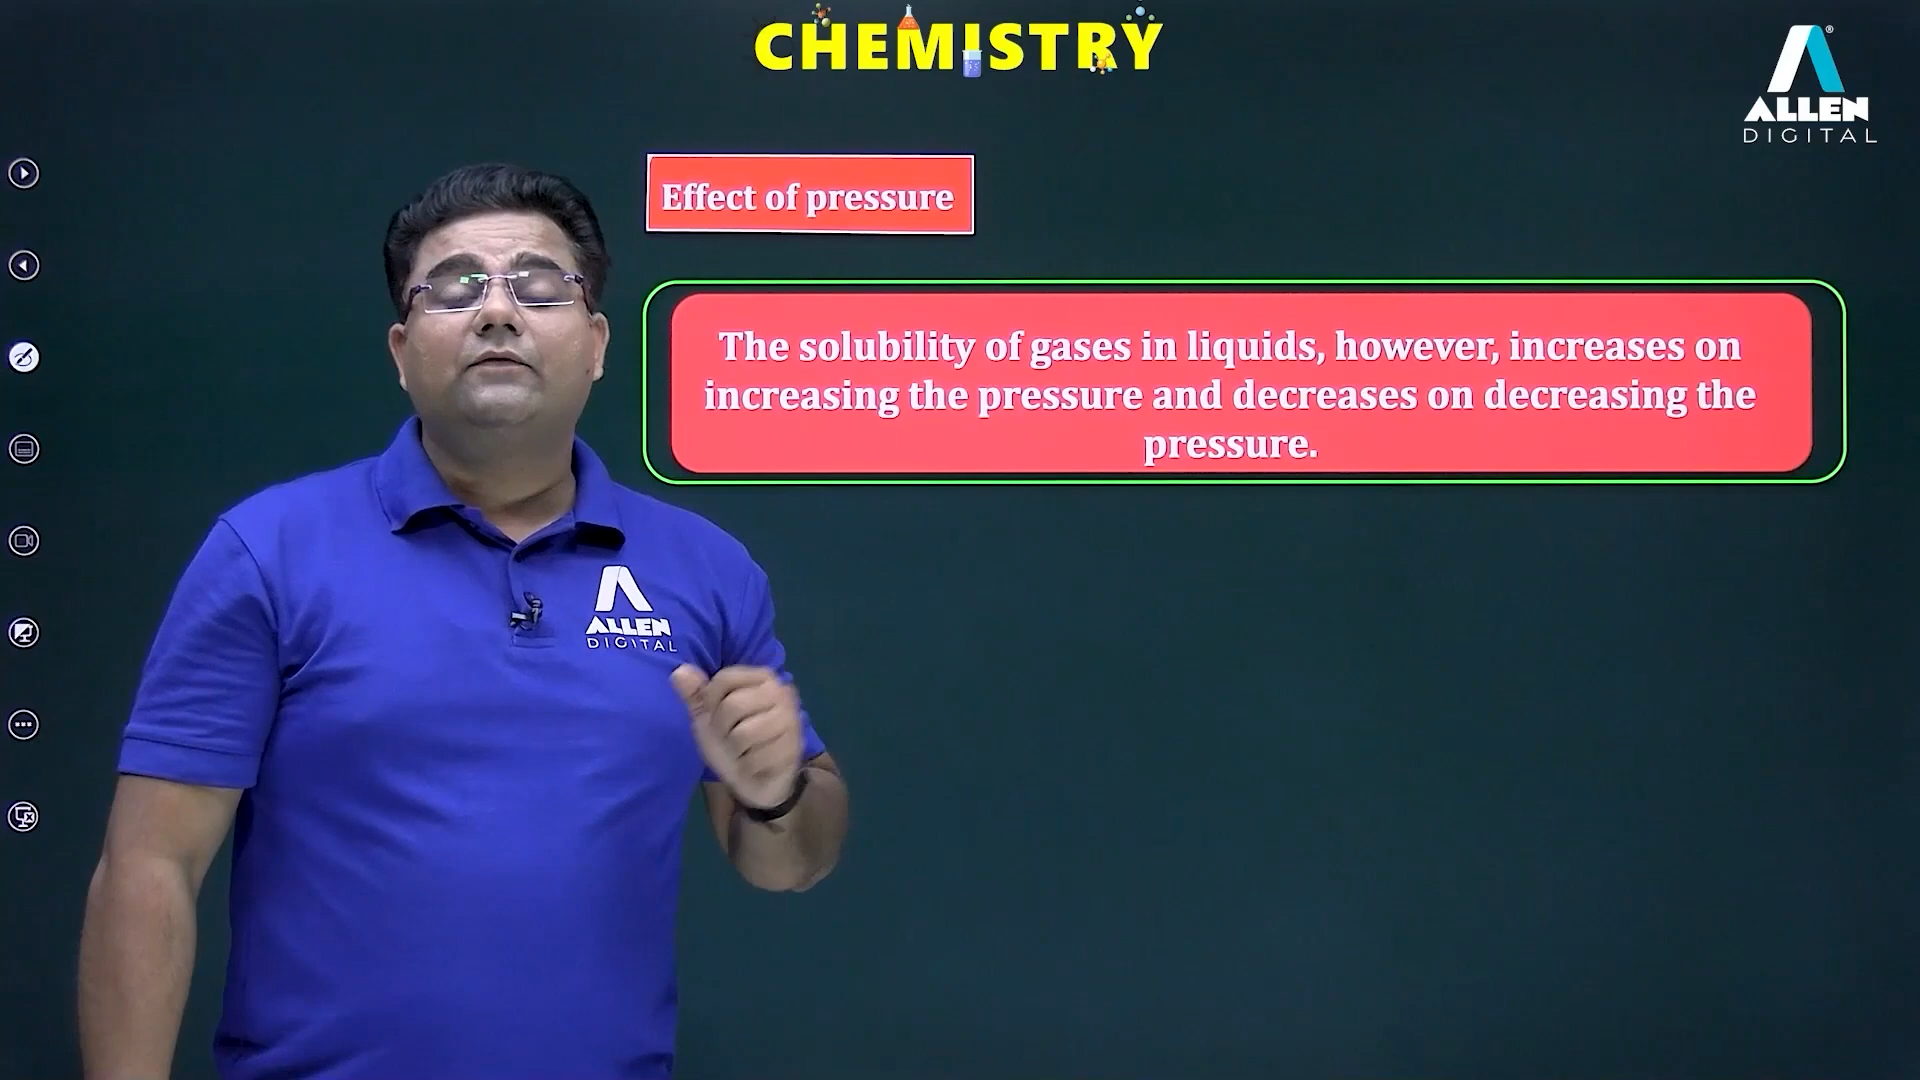 CHEMISTRY
ALLEN
DIGITAL
Effect of pressure
The solubility of gases in liquids, however, increases on
increasing the pressure and decreases on decreasing the
pressure.
ALLEN
DIGITAL